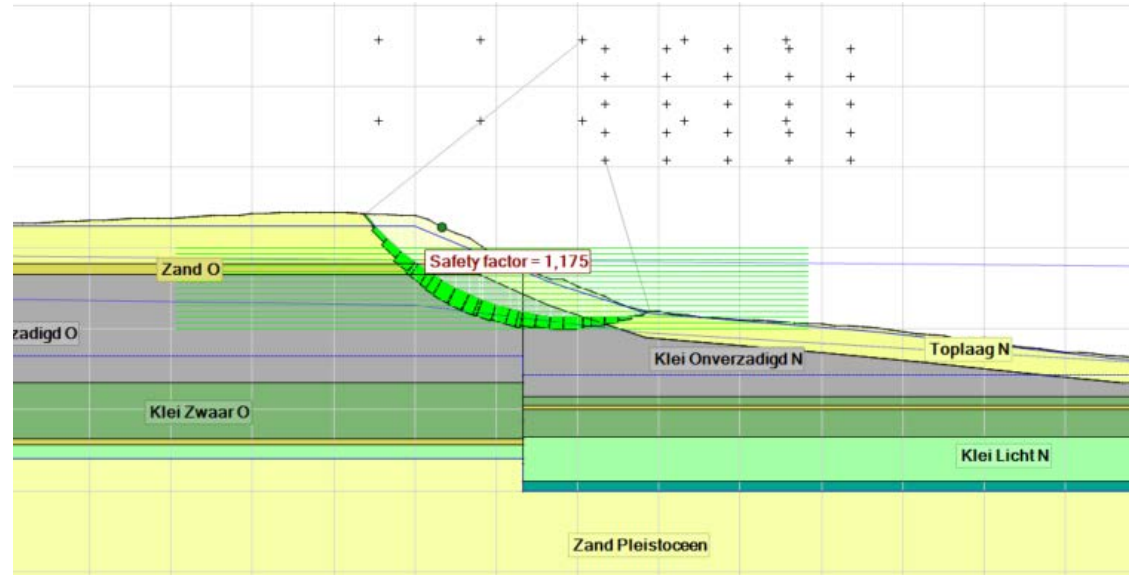 Safety factor = 1,175
Zand O
zadigd O
Klei Onverzadigd N
Toplaag N
Klei Zwaar O
Klei Licht N
Zand Pleistoceen